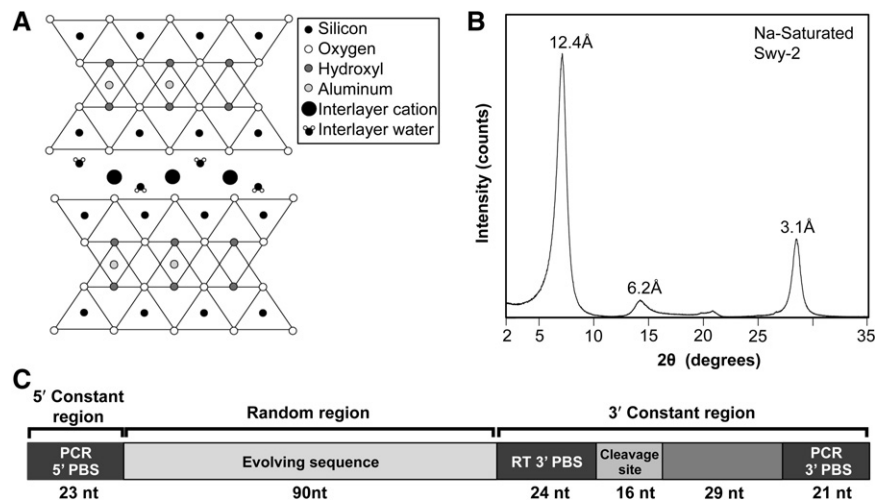 A
Silicon
Oxygen
Hydroxyl
Aluminum
Interlayer cation
Interlayer water
B
12.4Å
6.2Å
3.1Å
Na-Saturated
Swy-2
Intensity (counts)
2 5 10 15 20 25 30 35
2θ (degrees)
C
5′ Constant
region
Random region
3′ Constant region
PCR
5′ PBS
Evolving sequence
RT 3′ PBS
Cleavage
site
PCR
3′ PBS
23 nt
90nt
24 nt
16 nt
29 nt
21 nt